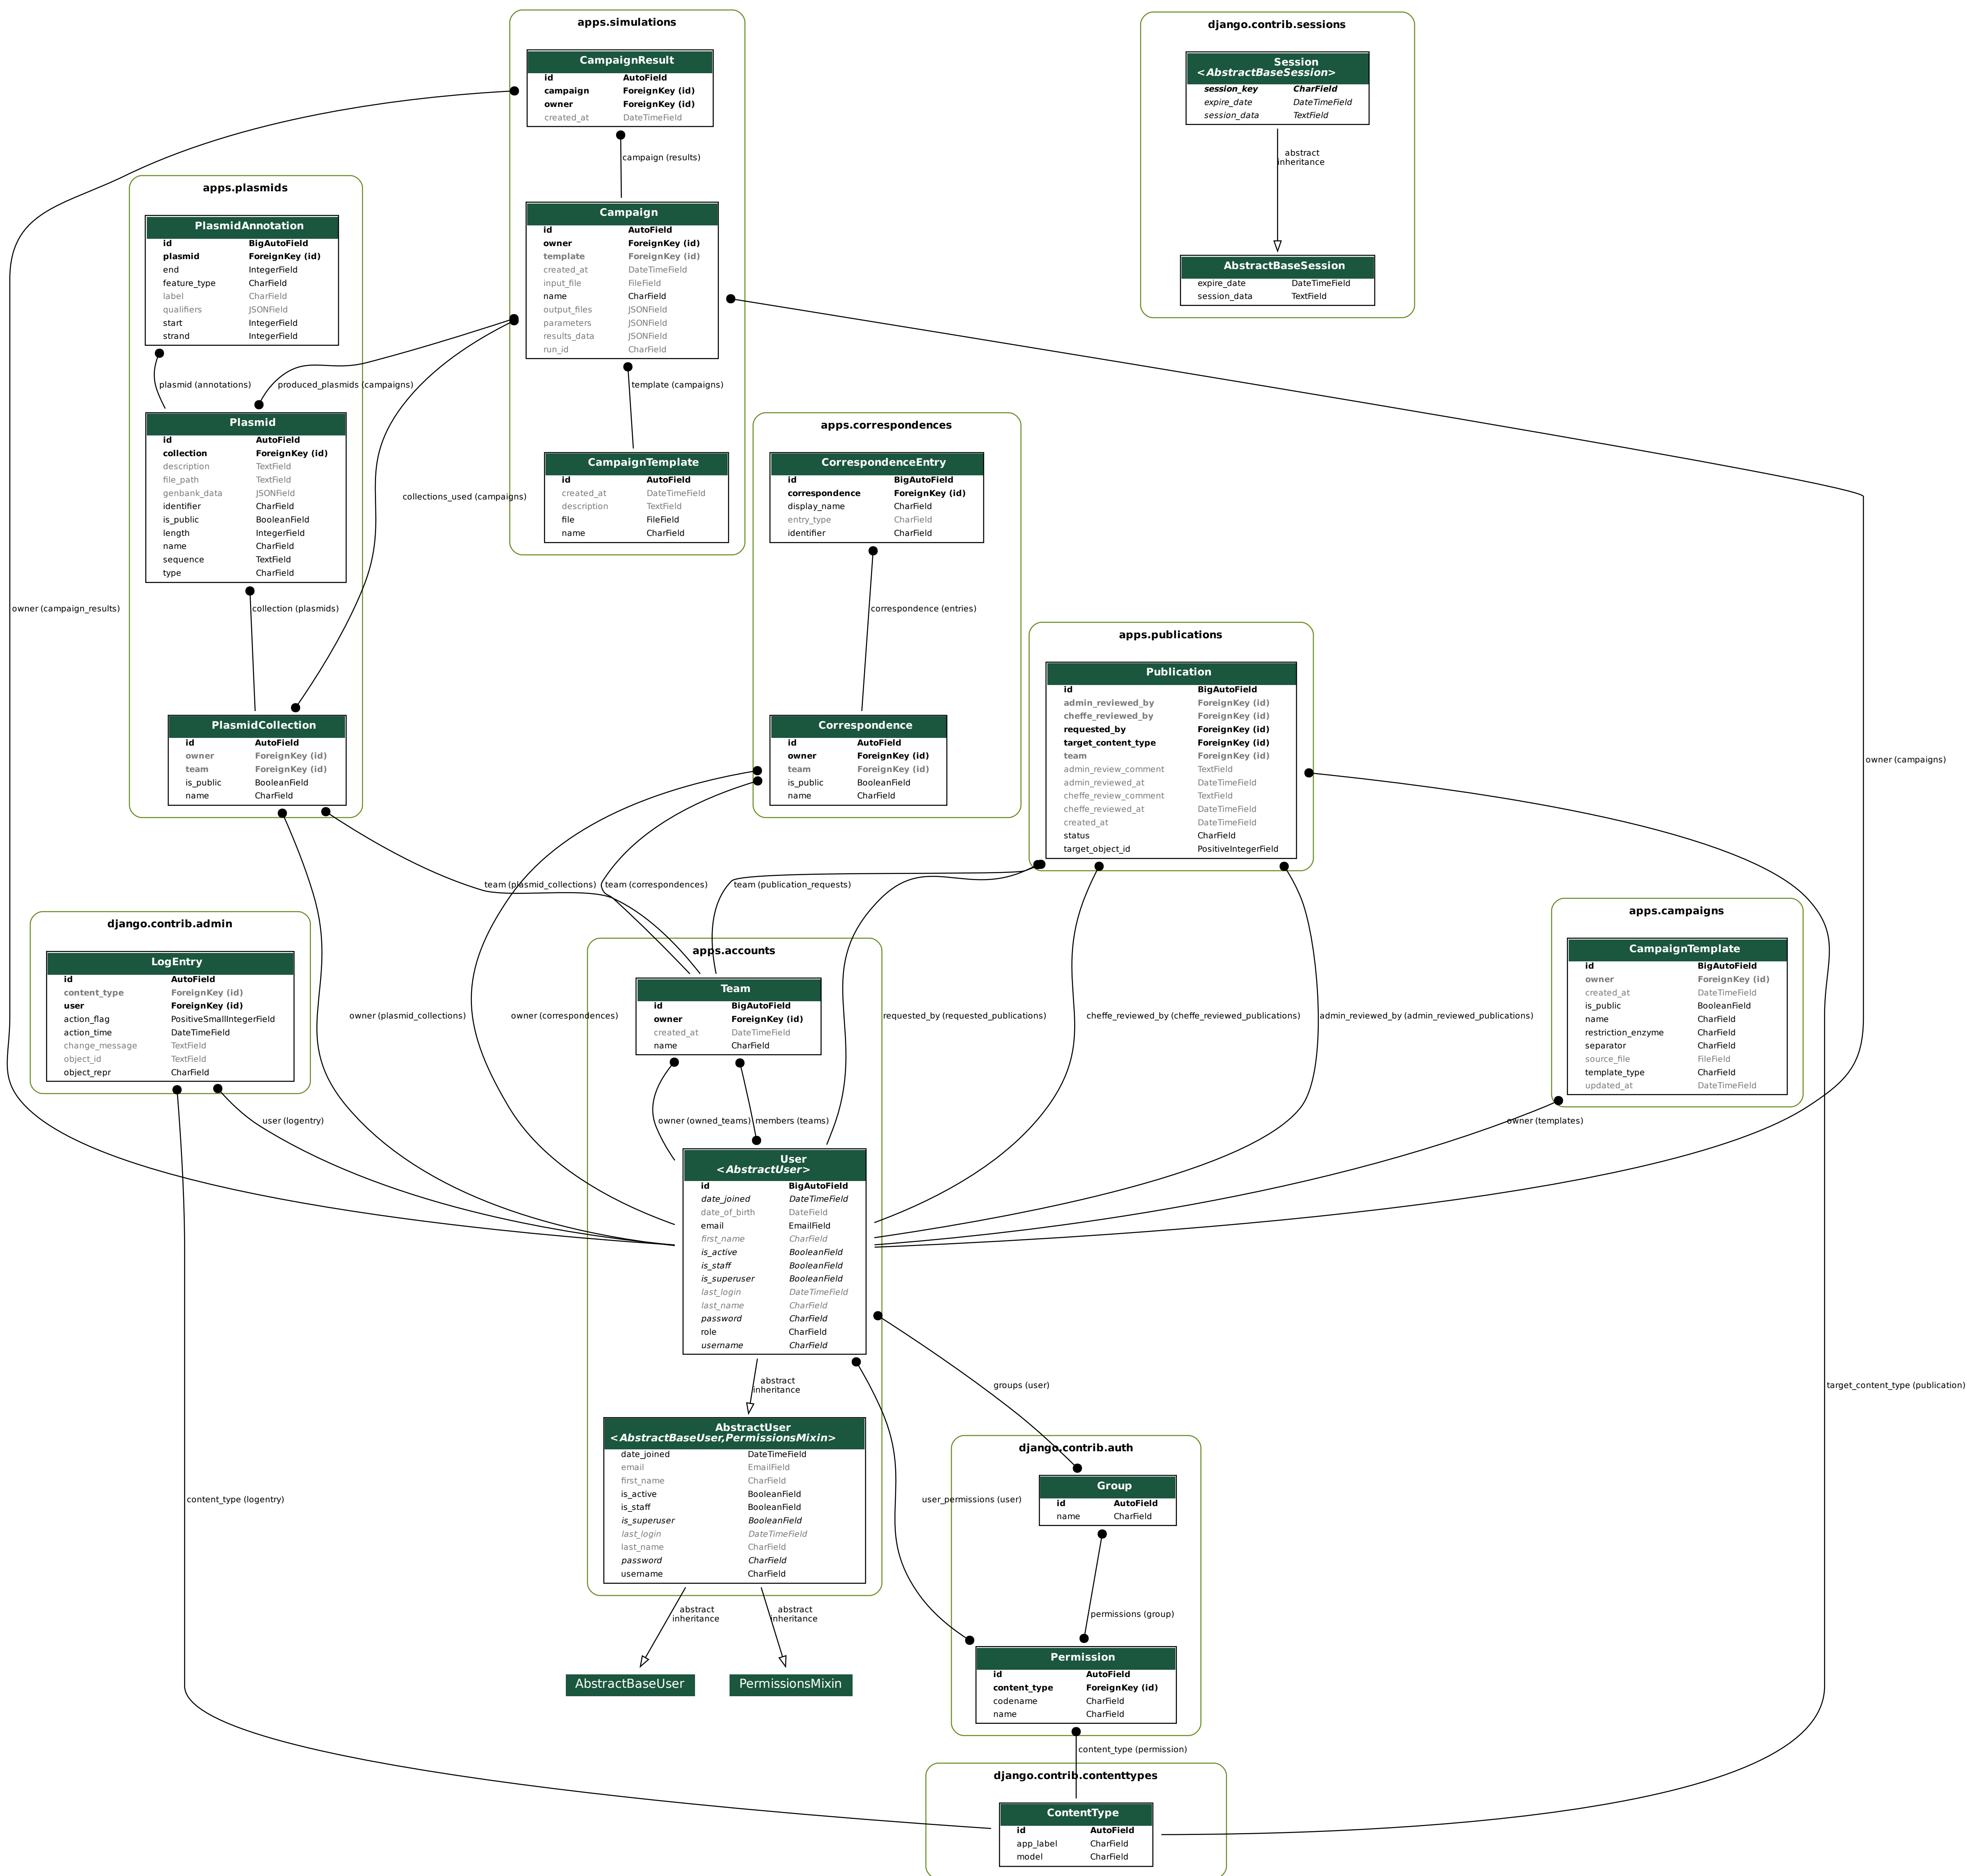 apps.simulations
CampaignResult
id AutoField
campaign ForeignKey (id)
owner ForeignKey (id)
created_at DateTimeField
campaign (results)
Campaign
id AutoField
owner ForeignKey (id)
template ForeignKey (id)
created_at DateTimeField
input_file FileField
name CharField
output_files JSONField
parameters JSONField
results_data JSONField
run_id CharField
template (campaigns)
CampaignTemplate
id AutoField
created_at DateTimeField
description TextField
file FileField
name CharField
django.contrib.sessions
Session
<AbstractBaseSession>
session_key CharField
expire_date DateTimeField
session_data TextField
abstract
inheritance
AbstractBaseSession
expire_date DateTimeField
session_data TextField
apps.plasmids
PlasmidAnnotation
id BigAutoField
plasmid ForeignKey (id)
end IntegerField
feature_type CharField
label CharField
qualifiers JSONField
start IntegerField
strand IntegerField
plasmid (annotations)
produced_plasmids (campaigns)
Plasmid
id AutoField
collection ForeignKey (id)
description TextField
file_path TextField
genbank_data JSONField
identifier CharField
is_public BooleanField
length IntegerField
name CharField
sequence TextField
type CharField
collections_used (campaigns)
owner (campaign_results)
collection (plasmids)
PlasmidCollection
id AutoField
owner ForeignKey (id)
team ForeignKey (id)
is_public BooleanField
name CharField
apps.correspondences
CorrespondenceEntry
id BigAutoField
correspondence ForeignKey (id)
display_name CharField
entry_type CharField
identifier CharField
correspondence (entries)
Correspondence
id AutoField
owner ForeignKey (id)
team ForeignKey (id)
is_public BooleanField
name CharField
apps.publications
Publication
id BigAutoField
admin_reviewed_by ForeignKey (id)
cheffe_reviewed_by ForeignKey (id)
requested_by ForeignKey (id)
target_content_type ForeignKey (id)
team ForeignKey (id)
admin_review_comment TextField
admin_reviewed_at DateTimeField
cheffe_review_comment TextField
cheffe_reviewed_at DateTimeField
created_at DateTimeField
status CharField
target_object_id PositiveIntegerField
owner (campaigns)
team (plasmid_collections)
team (correspondences)
team (publication_requests)
django.contrib.admin
LogEntry
id AutoField
content_type ForeignKey (id)
user ForeignKey (id)
action_flag PositiveSmallIntegerField
action_time DateTimeField
change_message TextField
object_id TextField
object_repr CharField
user (logentry)
owner (plasmid_collections)
owner (correspondences)
apps.accounts
Team
id BigAutoField
owner ForeignKey (id)
created_at DateTimeField
name CharField
requested_by (requested_publications)
cheffe_reviewed_by (cheffe_reviewed_publications)
admin_reviewed_by (admin_reviewed_publications)
apps.campaigns
CampaignTemplate
id BigAutoField
owner ForeignKey (id)
created_at DateTimeField
is_public BooleanField
name CharField
restriction_enzyme CharField
separator CharField
source_file FileField
template_type CharField
updated_at DateTimeField
owner (owned_teams)
members (teams)
owner (templates)
User
<AbstractUser>
id BigAutoField
date_joined DateTimeField
date_of_birth DateField
email EmailField
first_name CharField
is_active BooleanField
is_staff BooleanField
is_superuser BooleanField
last_login DateTimeField
last_name CharField
password CharField
role CharField
username CharField
abstract
inheritance
groups (user)
target_content_type (publication)
AbstractUser
<AbstractBaseUser,PermissionsMixin>
date_joined DateTimeField
email EmailField
first_name CharField
is_active BooleanField
is_staff BooleanField
is_superuser BooleanField
last_login DateTimeField
last_name CharField
password CharField
username CharField
content_type (logentry)
user_permissions (user)
django.contrib.auth
Group
id AutoField
name CharField
abstract
inheritance
abstract
inheritance
permissions (group)
AbstractBaseUser
PermissionsMixin
Permission
id AutoField
content_type ForeignKey (id)
codename CharField
name CharField
content_type (permission)
django.contrib.contenttypes
ContentType
id AutoField
app_label CharField
model CharField